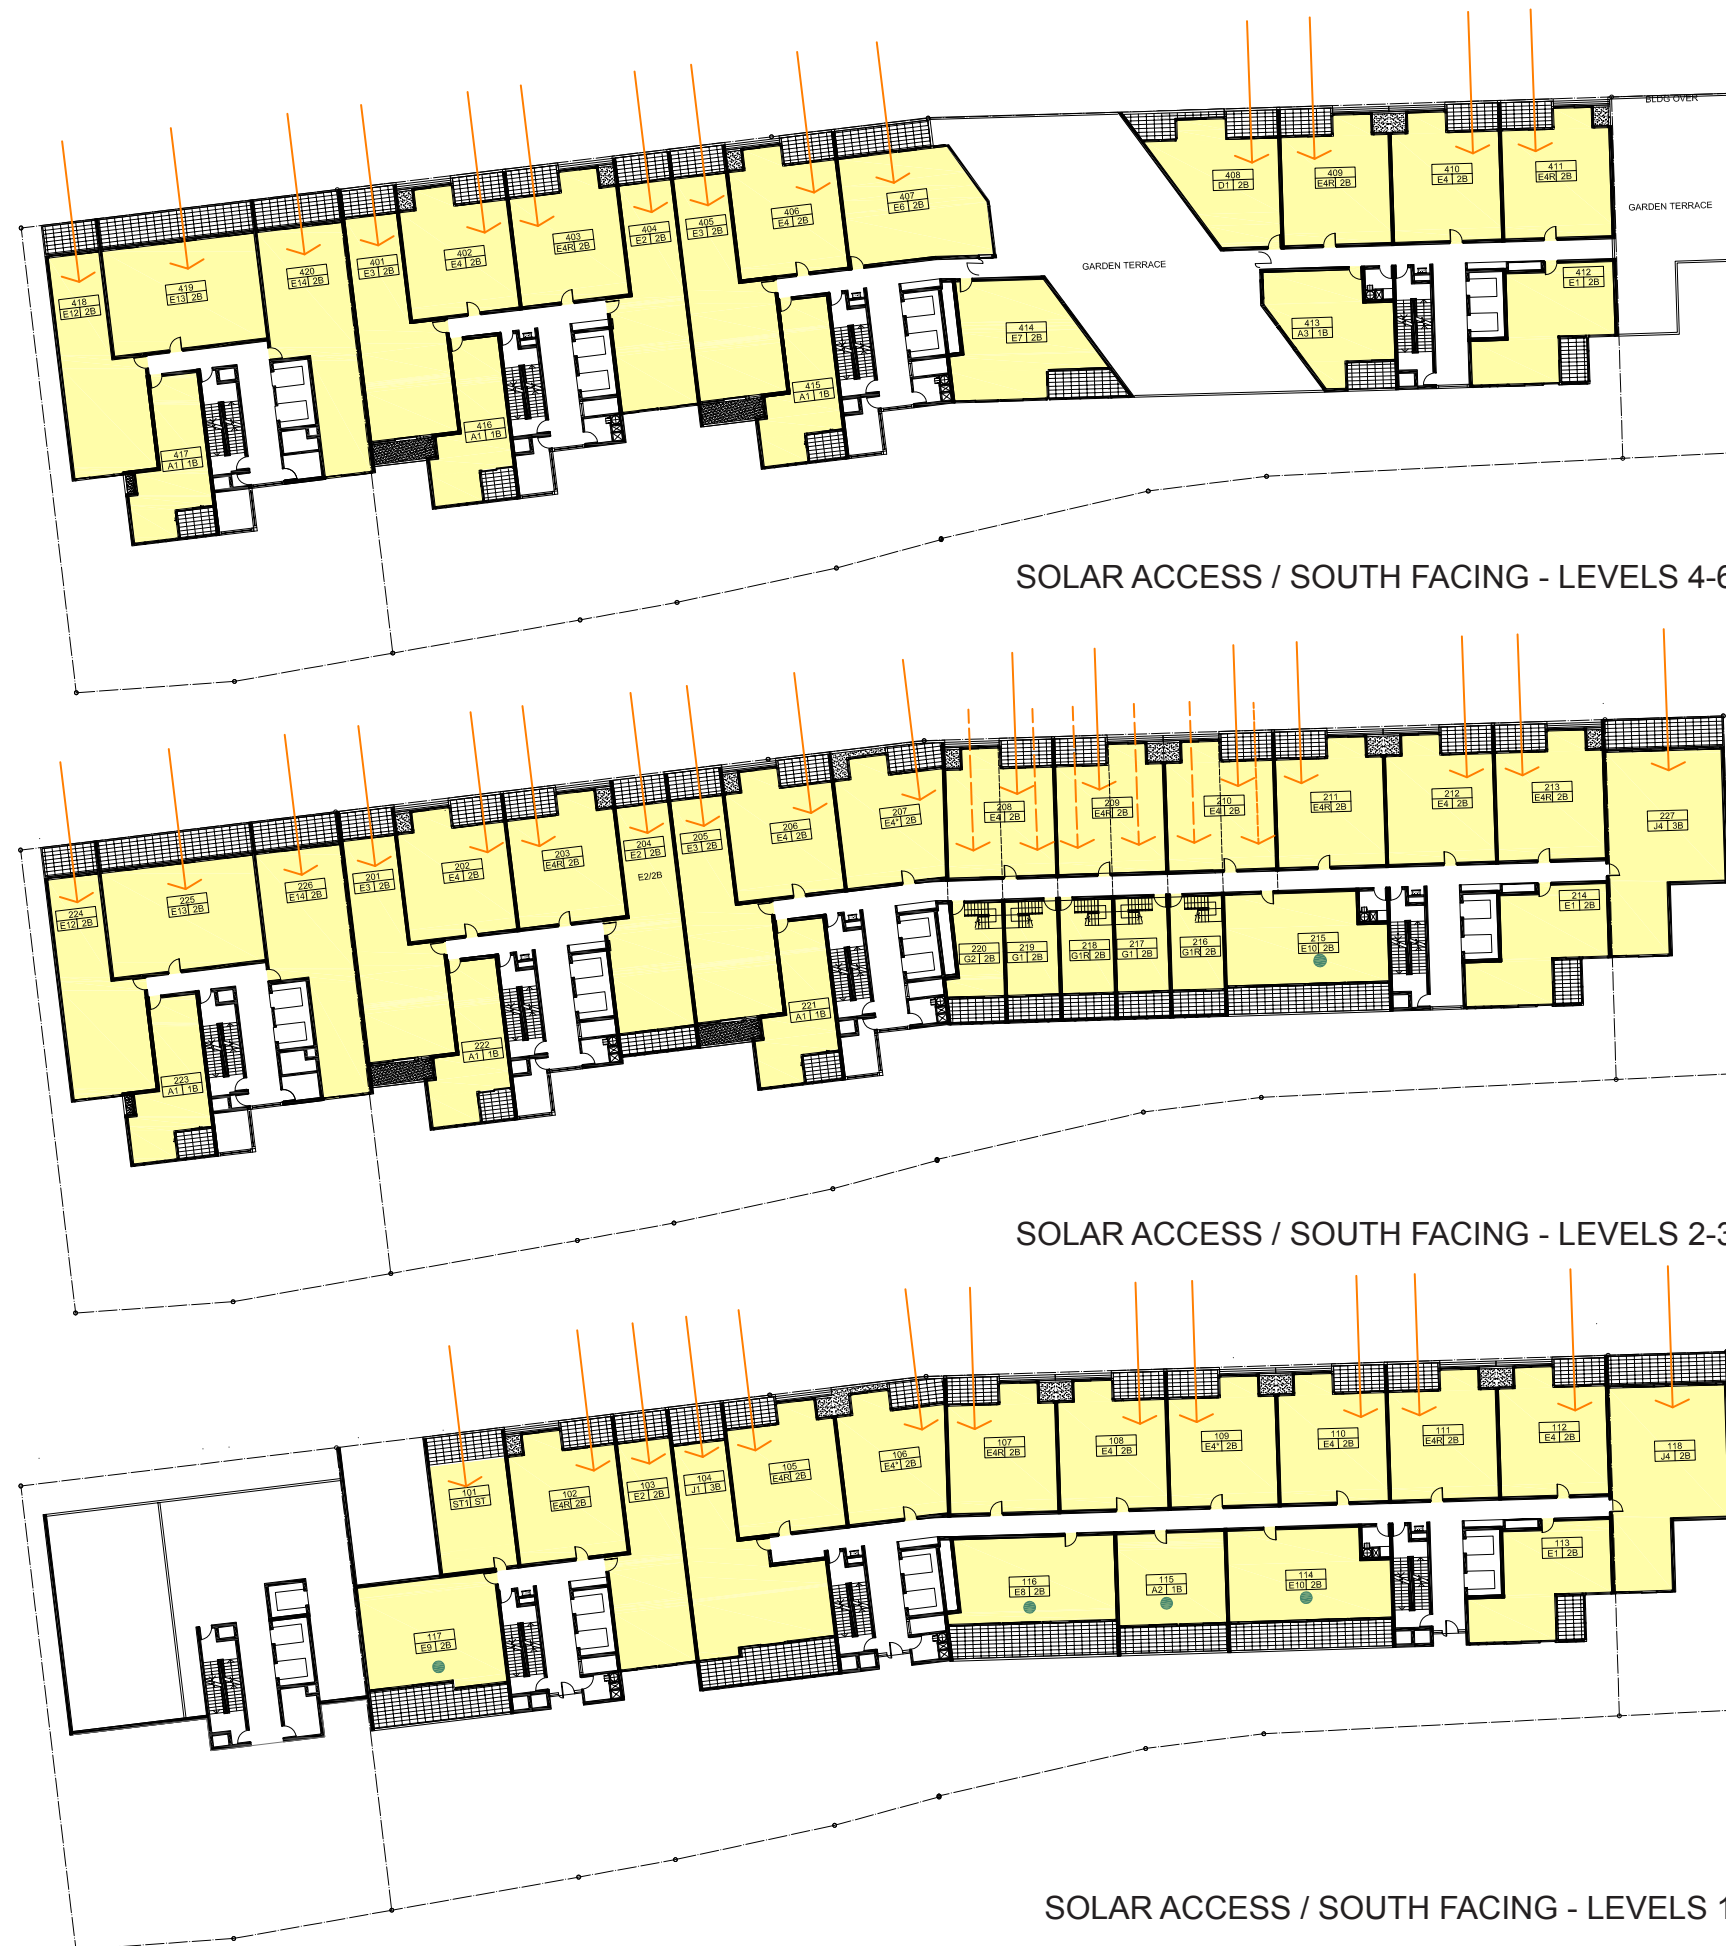 BLDG OVER
GARDEN TERRACE
GARDEN TERRACE
418
E12 2B
419
E13 2B
420
E14 2B
401
E3 2B
402
E4 2B
403
E4R 2B
404
E2 2B
405
E3 2B
406
E4 2B
407
E6 2B
408
D1 2B
409
E4R 2B
410
E4 2B
411
E4R 2B
412
E1 2B
413
A3 1B
414
E7 2B
415
A1 1B
416
A1 1B
417
A1 1B
SOLAR ACCESS / SOUTH FACING - LEVELS 4-6
224
E12 2B
225
E13 2B
226
E14 2B
201
E3 2B
202
E4 2B
203
E4R 2B
204
E2 2B
E2/2B
205
E3 2B
206
E4 2B
207
E4* 2B
208
E4 2B
209
E4R 2B
210
E4 2B
211
E4R 2B
212
E4 2B
213
E4R 2B
227
J4 3B
214
E1 2B
215
E10 2B
216
G1R 2B
217
G1 2B
218
G1R 2B
219
G1 2B
220
G2 2B
221
A1 1B
222
A1 1B
223
A1 1B
SOLAR ACCESS / SOUTH FACING - LEVELS 2-3
101
ST1 ST
102
E4R 2B
103
E2 2B
104
J1 3B
105
E4R 2B
106
E4* 2B
107
E4R 2B
108
E4 2B
109
E4* 2B
110
E4 2B
111
E4R 2B
112
E4 2B
118
J4 2B
113
E1 2B
114
E10 2B
115
A2 1B
116
E8 2B
117
E9 2B
SOLAR ACCESS / SOUTH FACING - LEVELS 1